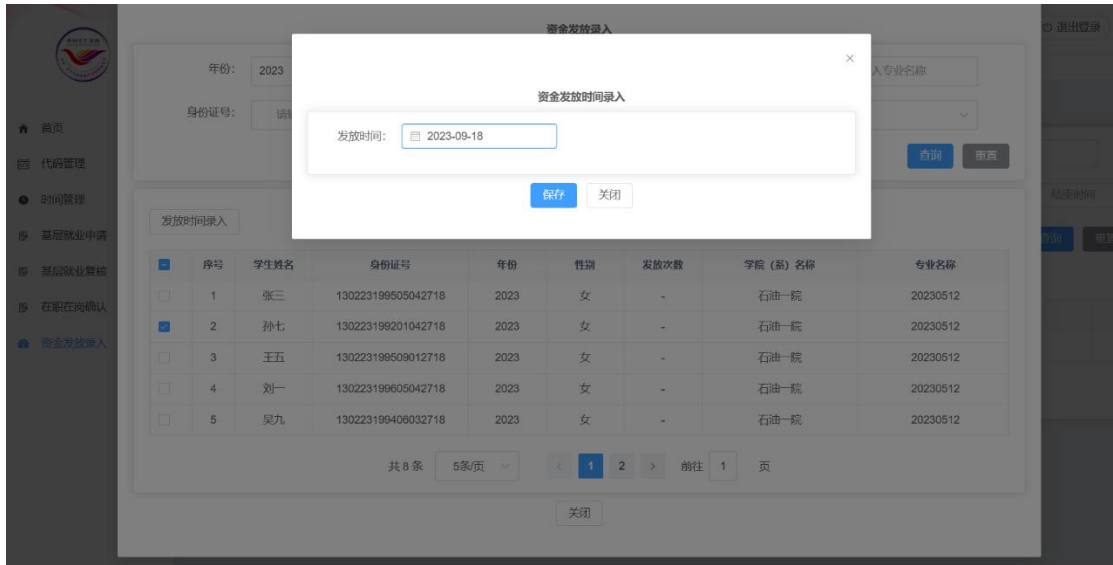 资金发放录入
退出登录
年份: 2023
入专业名称
身份证号: 请输
查询 重置
×
资金发放时间录入
发放时间: 2023-09-18
保存 关闭
首页
代码管理
时间管理
基层就业申请
基层就业复核
在职在岗确认
资金发放录入
结束时间
查询 重置
发放时间录入
序号 学生姓名 身份证号 年份 性别 发放次数 学院（系）名称 专业名称
1 张三 130223199505042718 2023 女 - 石油一院 20230512
2 孙七 130223199201042718 2023 女 - 石油一院 20230512
3 王五 130223199509012718 2023 女 - 石油一院 20230512
4 刘一 130223199605042718 2023 女 - 石油一院 20230512
5 吴九 130223199406032718 2023 女 - 石油一院 20230512
共 8 条 5条/页 < 1 2 > 前往 1 页
关闭